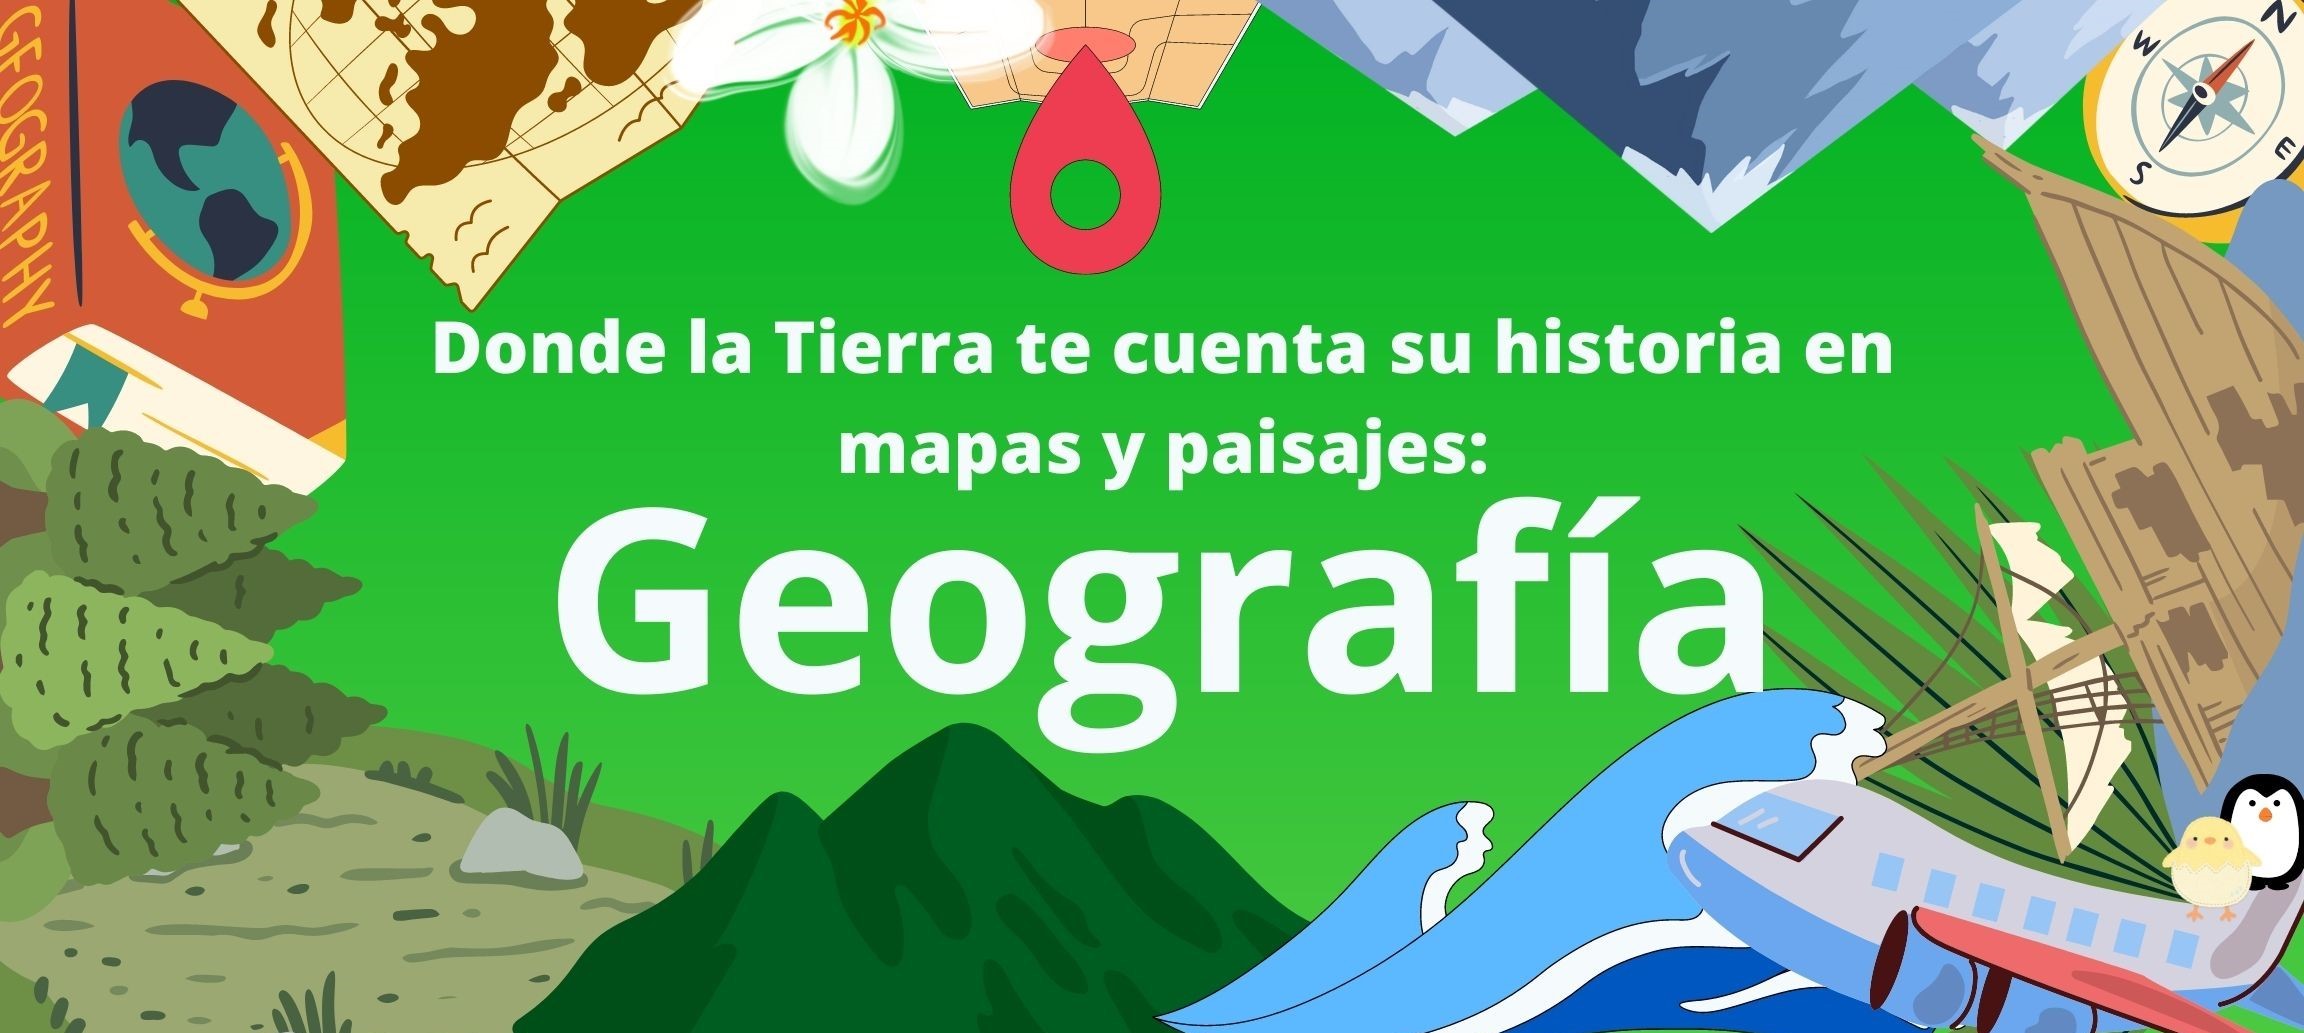 GEOGRAPHY
N
W
E
S
Donde la Tierra te cuenta su historia en
mapas y paisajes:
Geografía